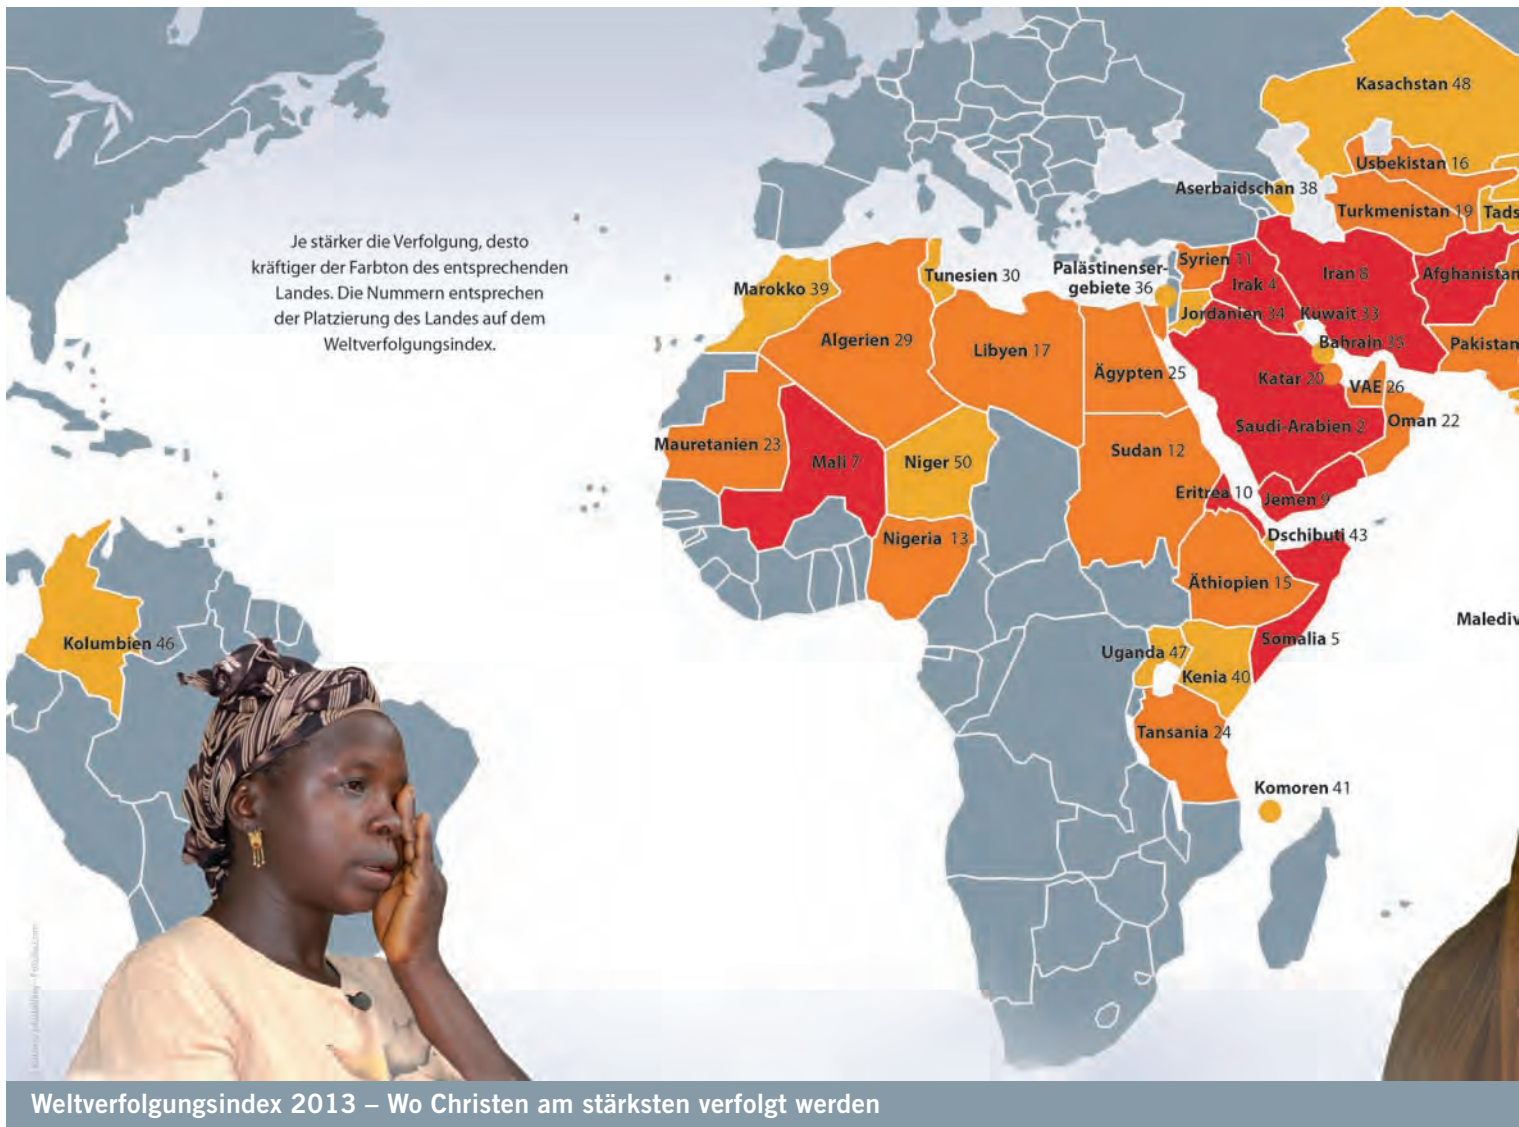 Je stärker die Verfolgung, desto
kräftiger der Farbton des entsprechenden
Landes. Die Nummern entsprechen
der Platzierung des Landes auf dem
Weltverfolgungsindex.
Kasachstan 48
Usbekistan 16
Aserbaidschan 38
Turkmenistan 19
Tads
Syrien 11
Palästinenser-
gebiete 36
Tunesien 30
Marokko 39
Irak 4
Iran 8
Afghanistan
Jordanien 34
Kuwait 33
Algerien 29
Libyen 17
Bahrain 35
Pakistan
Ägypten 25
Katar 20
VAE 26
Oman 22
Saudi-Arabien 2
Mauretanien 23
Mali 7
Niger 50
Sudan 12
Eritrea 10
Jemen 9
Dschibuti 43
Nigeria 13
Äthiopien 15
Malediv
Somalia 5
Kolumbien 46
Uganda 47
Kenia 40
Tansania 24
Komoren 41
Weltverfolgungsindex 2013 – Wo Christen am stärksten verfolgt werden